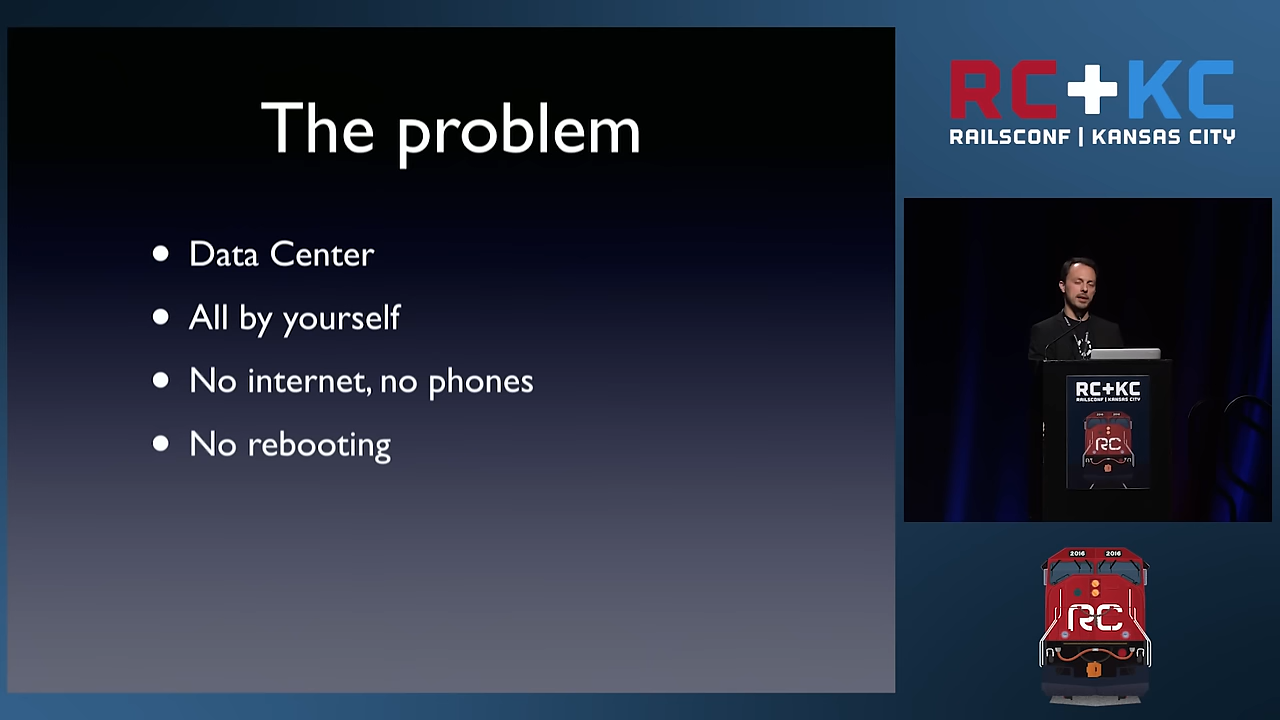 The problem
Data Center
All by yourself
No internet, no phones
No rebooting
RC+KC
RAILSCONF | KANSAS CITY
RC+KC
RAILSCONF | KANSAS CITY
RC
2016 2016
RC